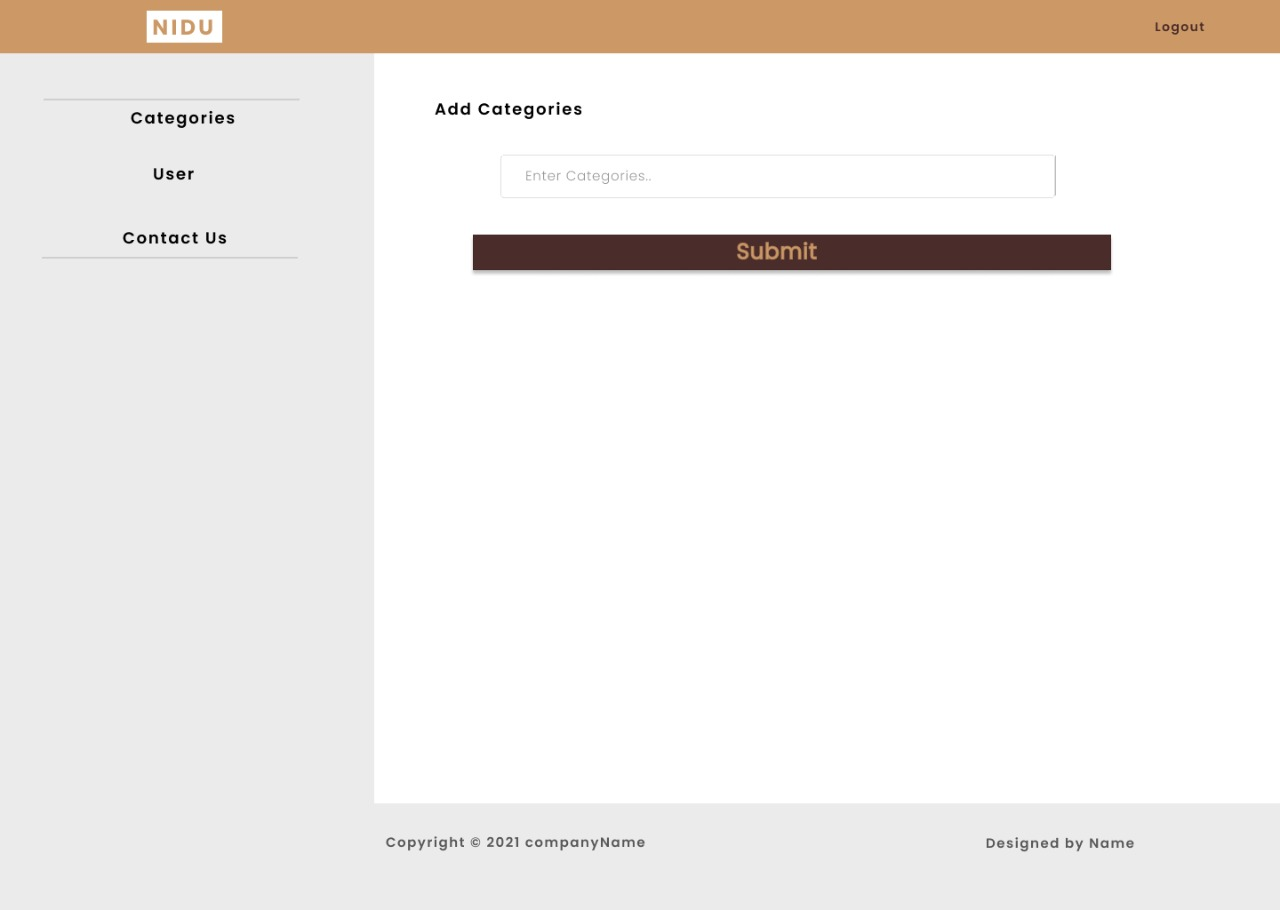 NIDU
Logout
Categories
User
Contact Us
Add Categories
Enter Categories..
Submit
Copyright © 2021 companyName
Designed by Name